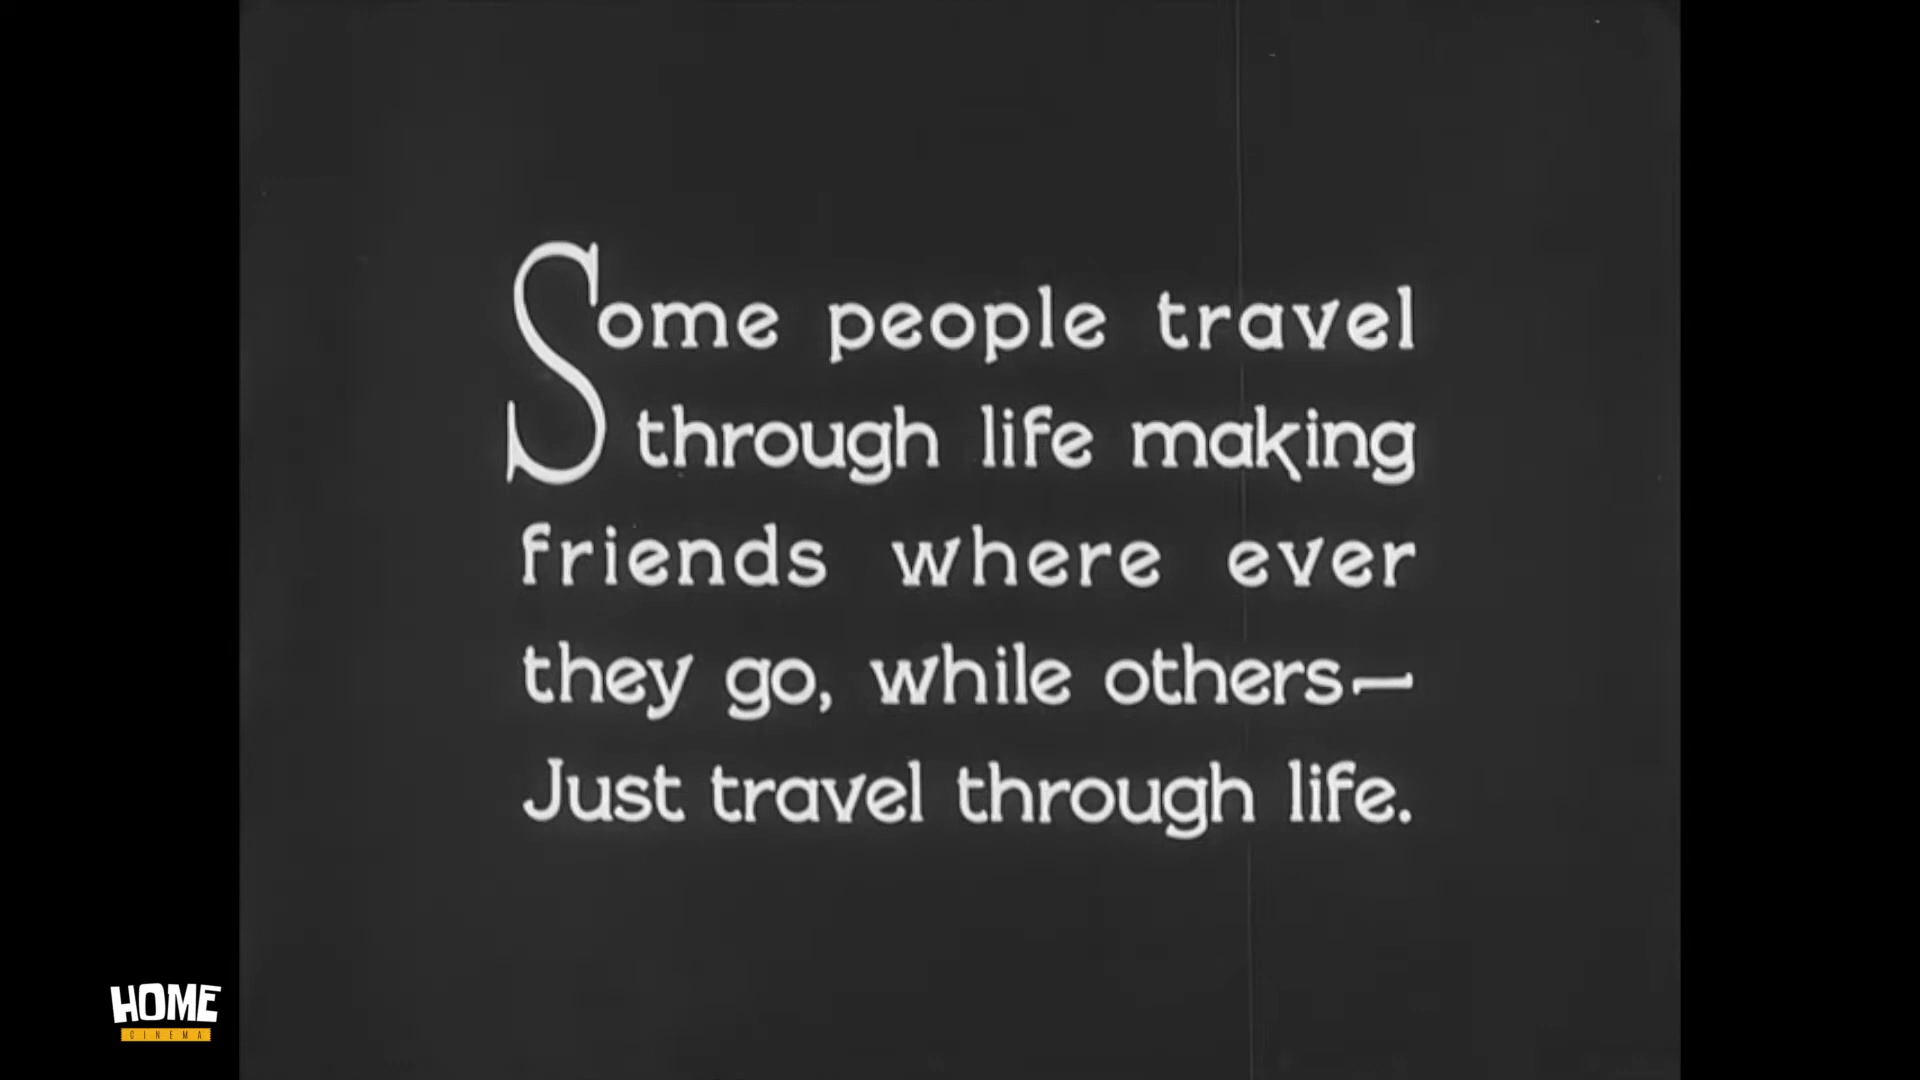 Some people travel
through life making
friends where ever
they go, while others—
Just travel through life.
HOME
CINEMA